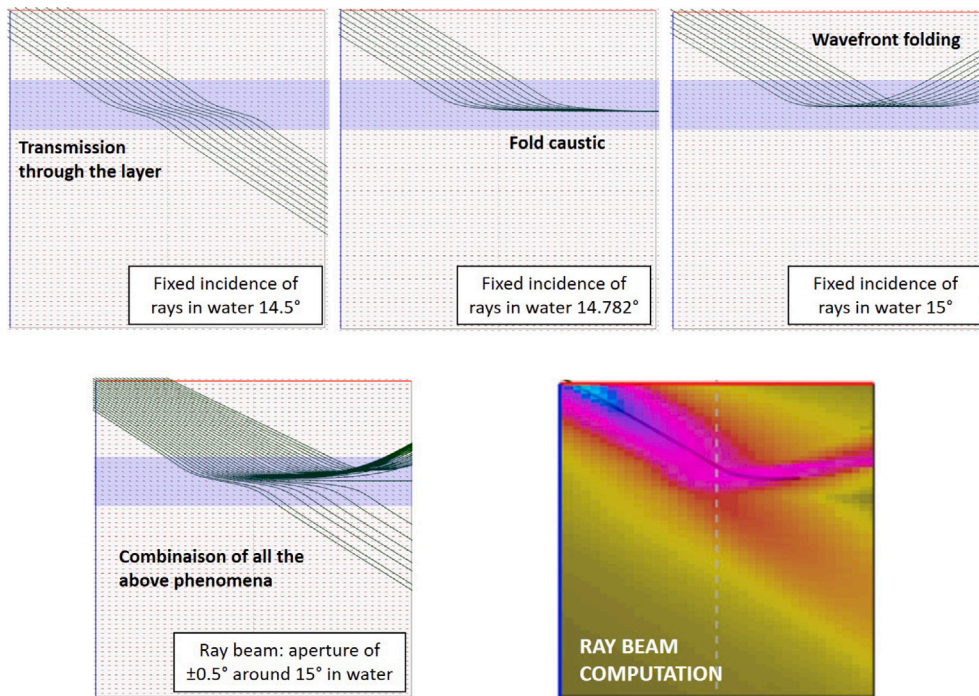 Transmission
through the layer
Fixed incidence of
rays in water 14.5°
Fold caustic
Fixed incidence of
rays in water 14.782°
Wavefront folding
Fixed incidence of
rays in water 15°
Combinaison of all the
above phenomena
Ray beam: aperture of
±0.5° around 15° in water
RAY BEAM
COMPUTATION